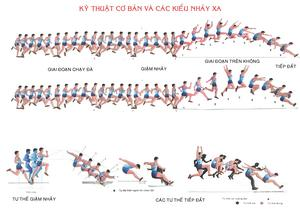 KỸ THUẬT CƠ BẢN VÀ CÁC KIỂU NHẢY XA
GIAI ĐOẠN CHẠY ĐÀ
GIẬM NHẢY
GIAI ĐOẠN TRÊN KHÔNG
TIẾP ĐẤT
TƯ THẾ GIẬM NHẢY
CÁC TƯ THẾ TIẾP ĐẤT